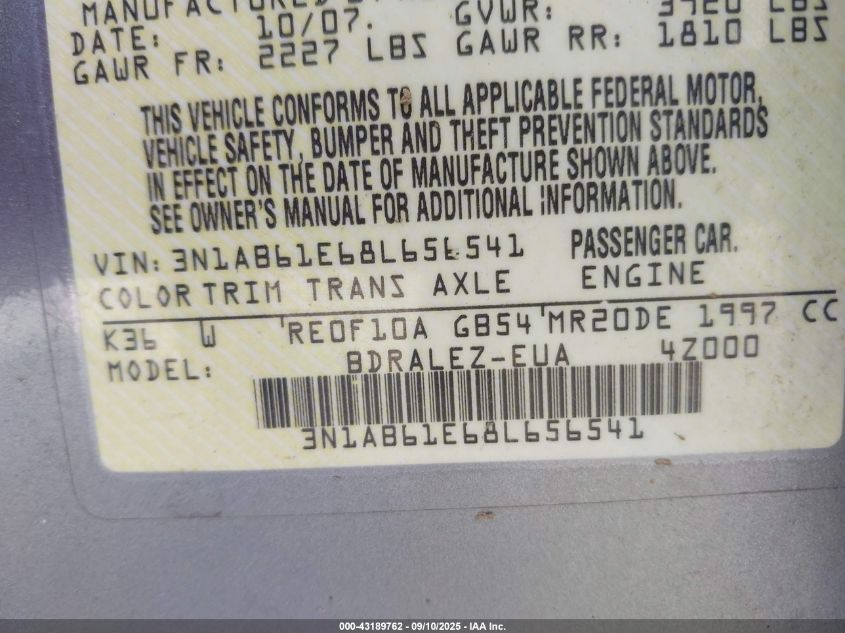 MANUFACTURED
DATE: 10/07. GVWR: 3920 LBS
GAWR FR: 2227 LBS GAWR RR: 1810 LBS
THIS VEHICLE CONFORMS TO ALL APPLICABLE FEDERAL MOTOR
VEHICLE SAFETY, BUMPER AND THEFT PREVENTION STANDARDS
IN EFFECT ON THE DATE OF MANUFACTURE SHOWN ABOVE.
SEE OWNER'S MANUAL FOR ADDITIONAL INFORMATION.
VIN: 3N1AB61E68L656541 PASSENGER CAR.
COLOR TRIM TRANS AXLE ENGINE
K36 W RE0F10A GB54 MR20DE 1997 CC
MODEL: BDRALEZ-EUA 4Z000
3N1AB61E68L656541
000-43189762 - 09/10/2025 - IAA Inc.